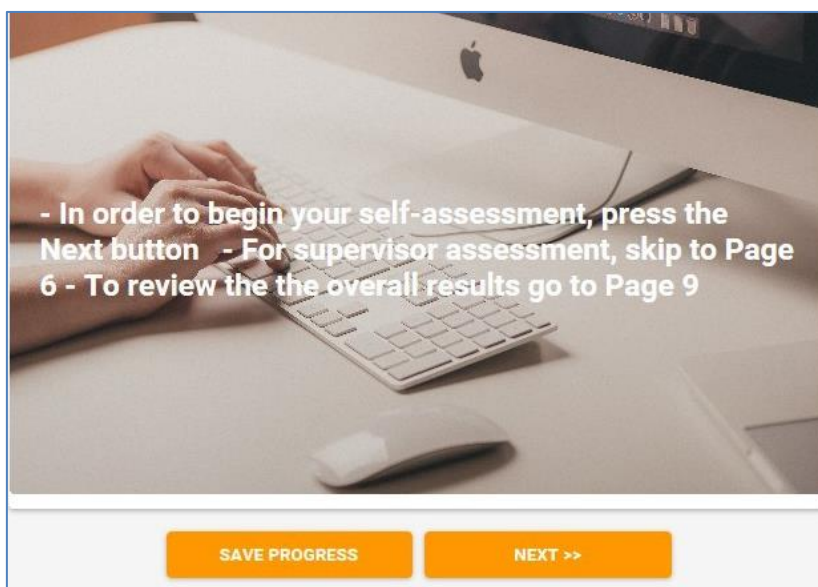 - In order to begin your self-assessment, press the
Next button - For supervisor assessment, skip to Page
6 - To review the the overall results go to Page 9
SAVE PROGRESS
NEXT >>